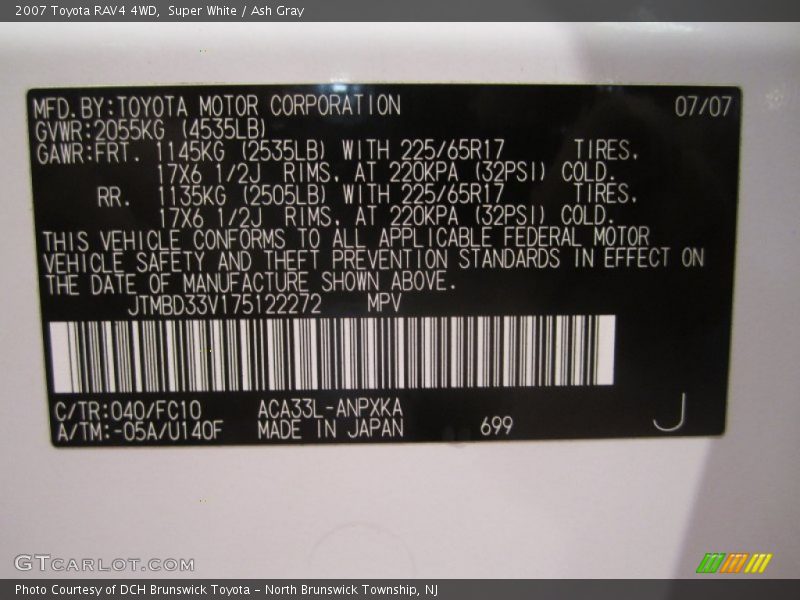 2007 Toyota RAV4 4WD,  Super White / Ash Gray
MFD.BY:TOYOTA MOTOR CORPORATION 07/07
GVWR:2055KG (4535LB)
GAWR:FRT. 1145KG (2535LB) WITH 225/65R17 TIRES,
17X6 1/2J RIMS, AT 220KPA (32PSI) COLD.
RR. 1135KG (2505LB) WITH 225/65R17 TIRES,
17X6 1/2J RIMS, AT 220KPA (32PSI) COLD.
THIS VEHICLE CONFORMS TO ALL APPLICABLE FEDERAL MOTOR
VEHICLE SAFETY AND THEFT PREVENTION STANDARDS IN EFFECT ON
THE DATE OF MANUFACTURE SHOWN ABOVE.
JTMBD33V175122272 MPV
C/TR:040/FC10 ACA33L-ANPXKA
A/TM:-05A/U140F MADE IN JAPAN 699 J
GTCARLOT.COM
Photo Courtesy of DCH Brunswick Toyota - North Brunswick Township, NJ